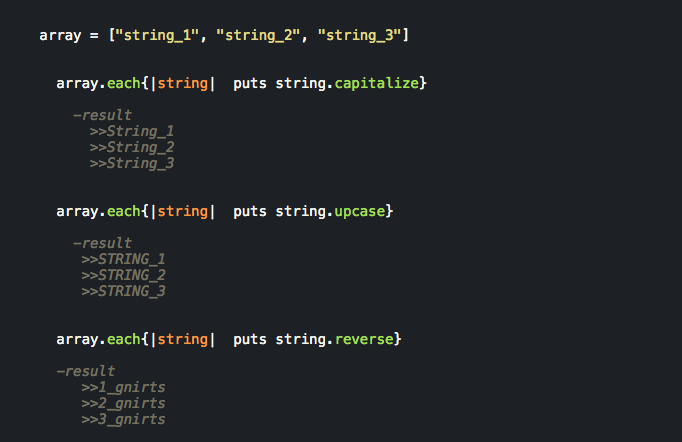 array = ["string_1", "string_2", "string_3"]
array.each{|string|  puts string.capitalize}
-result
>>String_1
>>String_2
>>String_3
array.each{|string|  puts string.upcase}
-result
>>STRING_1
>>STRING_2
>>STRING_3
array.each{|string|  puts string.reverse}
-result
>>1_gnirts
>>2_gnirts
>>3_gnirts